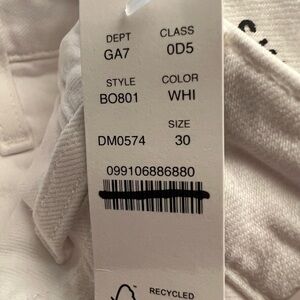 DEPT CLASS
GA7 0D5
STYLE COLOR
BO801 WHI
SIZE
DM0574 30
099106886880
RECYCLED